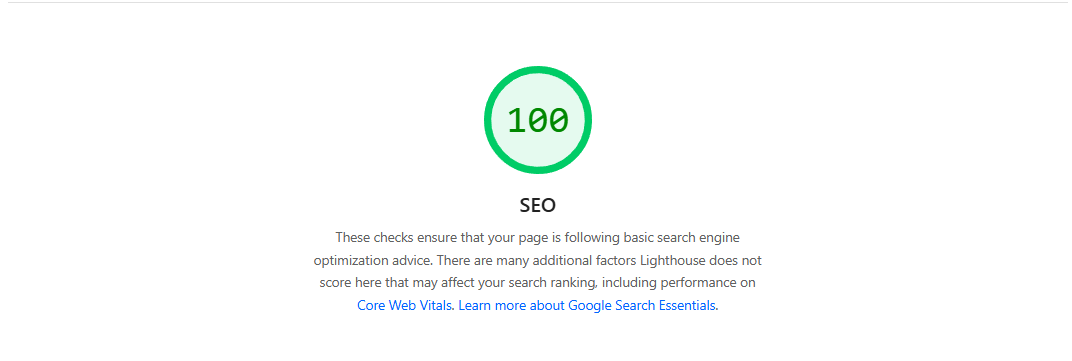 100
SEO
These checks ensure that your page is following basic search engine
optimization advice. There are many additional factors Lighthouse does not
score here that may affect your search ranking, including performance on
Core Web Vitals. Learn more about Google Search Essentials.